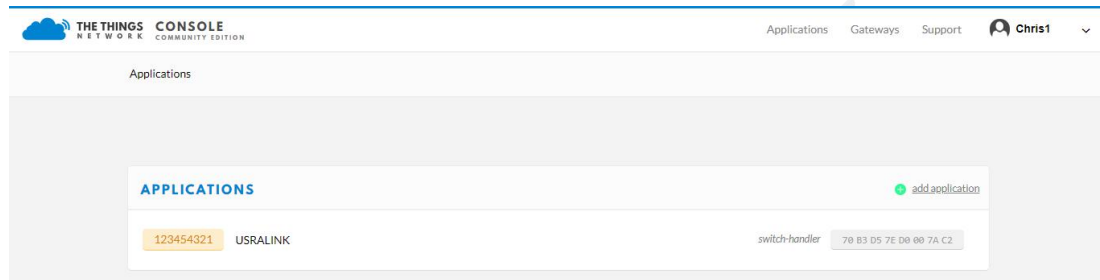 THE THINGS NETWORK CONSOLE COMMUNITY EDITION
Applications Gateways Support Chris1
Applications
APPLICATIONS add application
123454321 USRALINK switch-handler 70 B3 D5 7E D0 00 7A C2